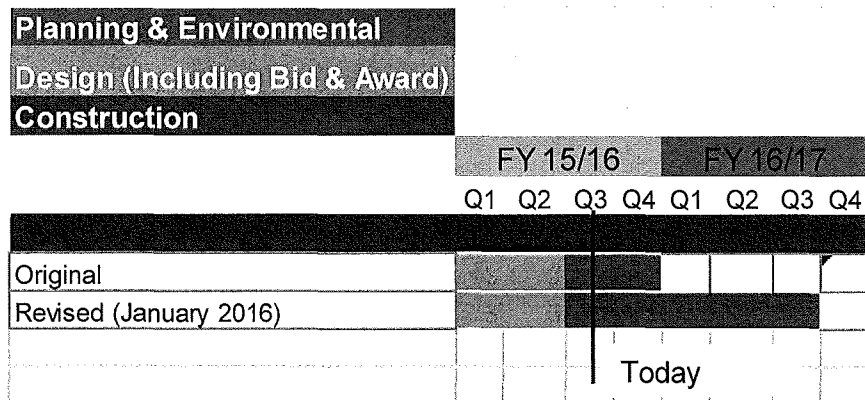 Planning & Environmental
Design (Including Bid & Award)
Construction
FY 15/16 FY 16/17
Q1 Q2 Q3 Q4 Q1 Q2 Q3 Q4
Original
Revised (January 2016)
Today